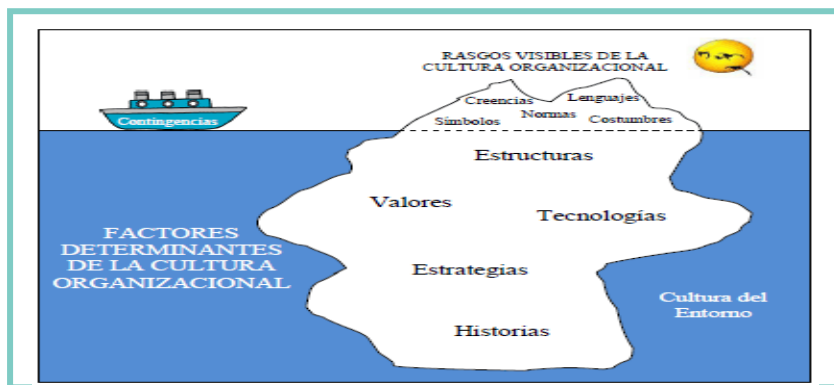 RASGOS VISIBLES DE LA
CULTURA ORGANIZACIONAL
Creencias
Lenguajes
Símbolos
Normas
Costumbres
Contingencias
Estructuras
Valores
Tecnologías
FACTORES
DETERMINANTES
DE LA CULTURA
ORGANIZACIONAL
Estrategias
Cultura del
Entorno
Historias